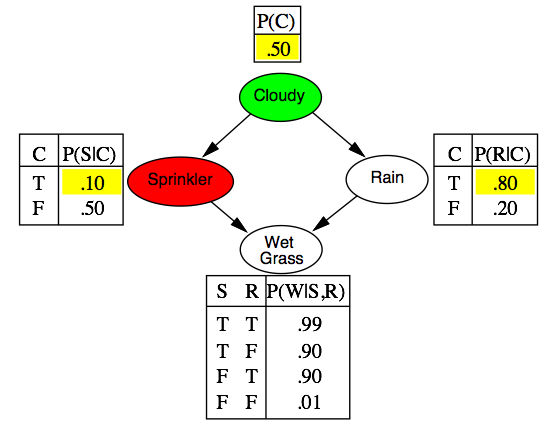 P(C)
.50
Cloudy
C P(S|C)
T .10
F .50
Sprinkler
Rain
C P(R|C)
T .80
F .20
Wet
Grass
S R P(W|S,R)
T T .99
T F .90
F T .90
F F .01